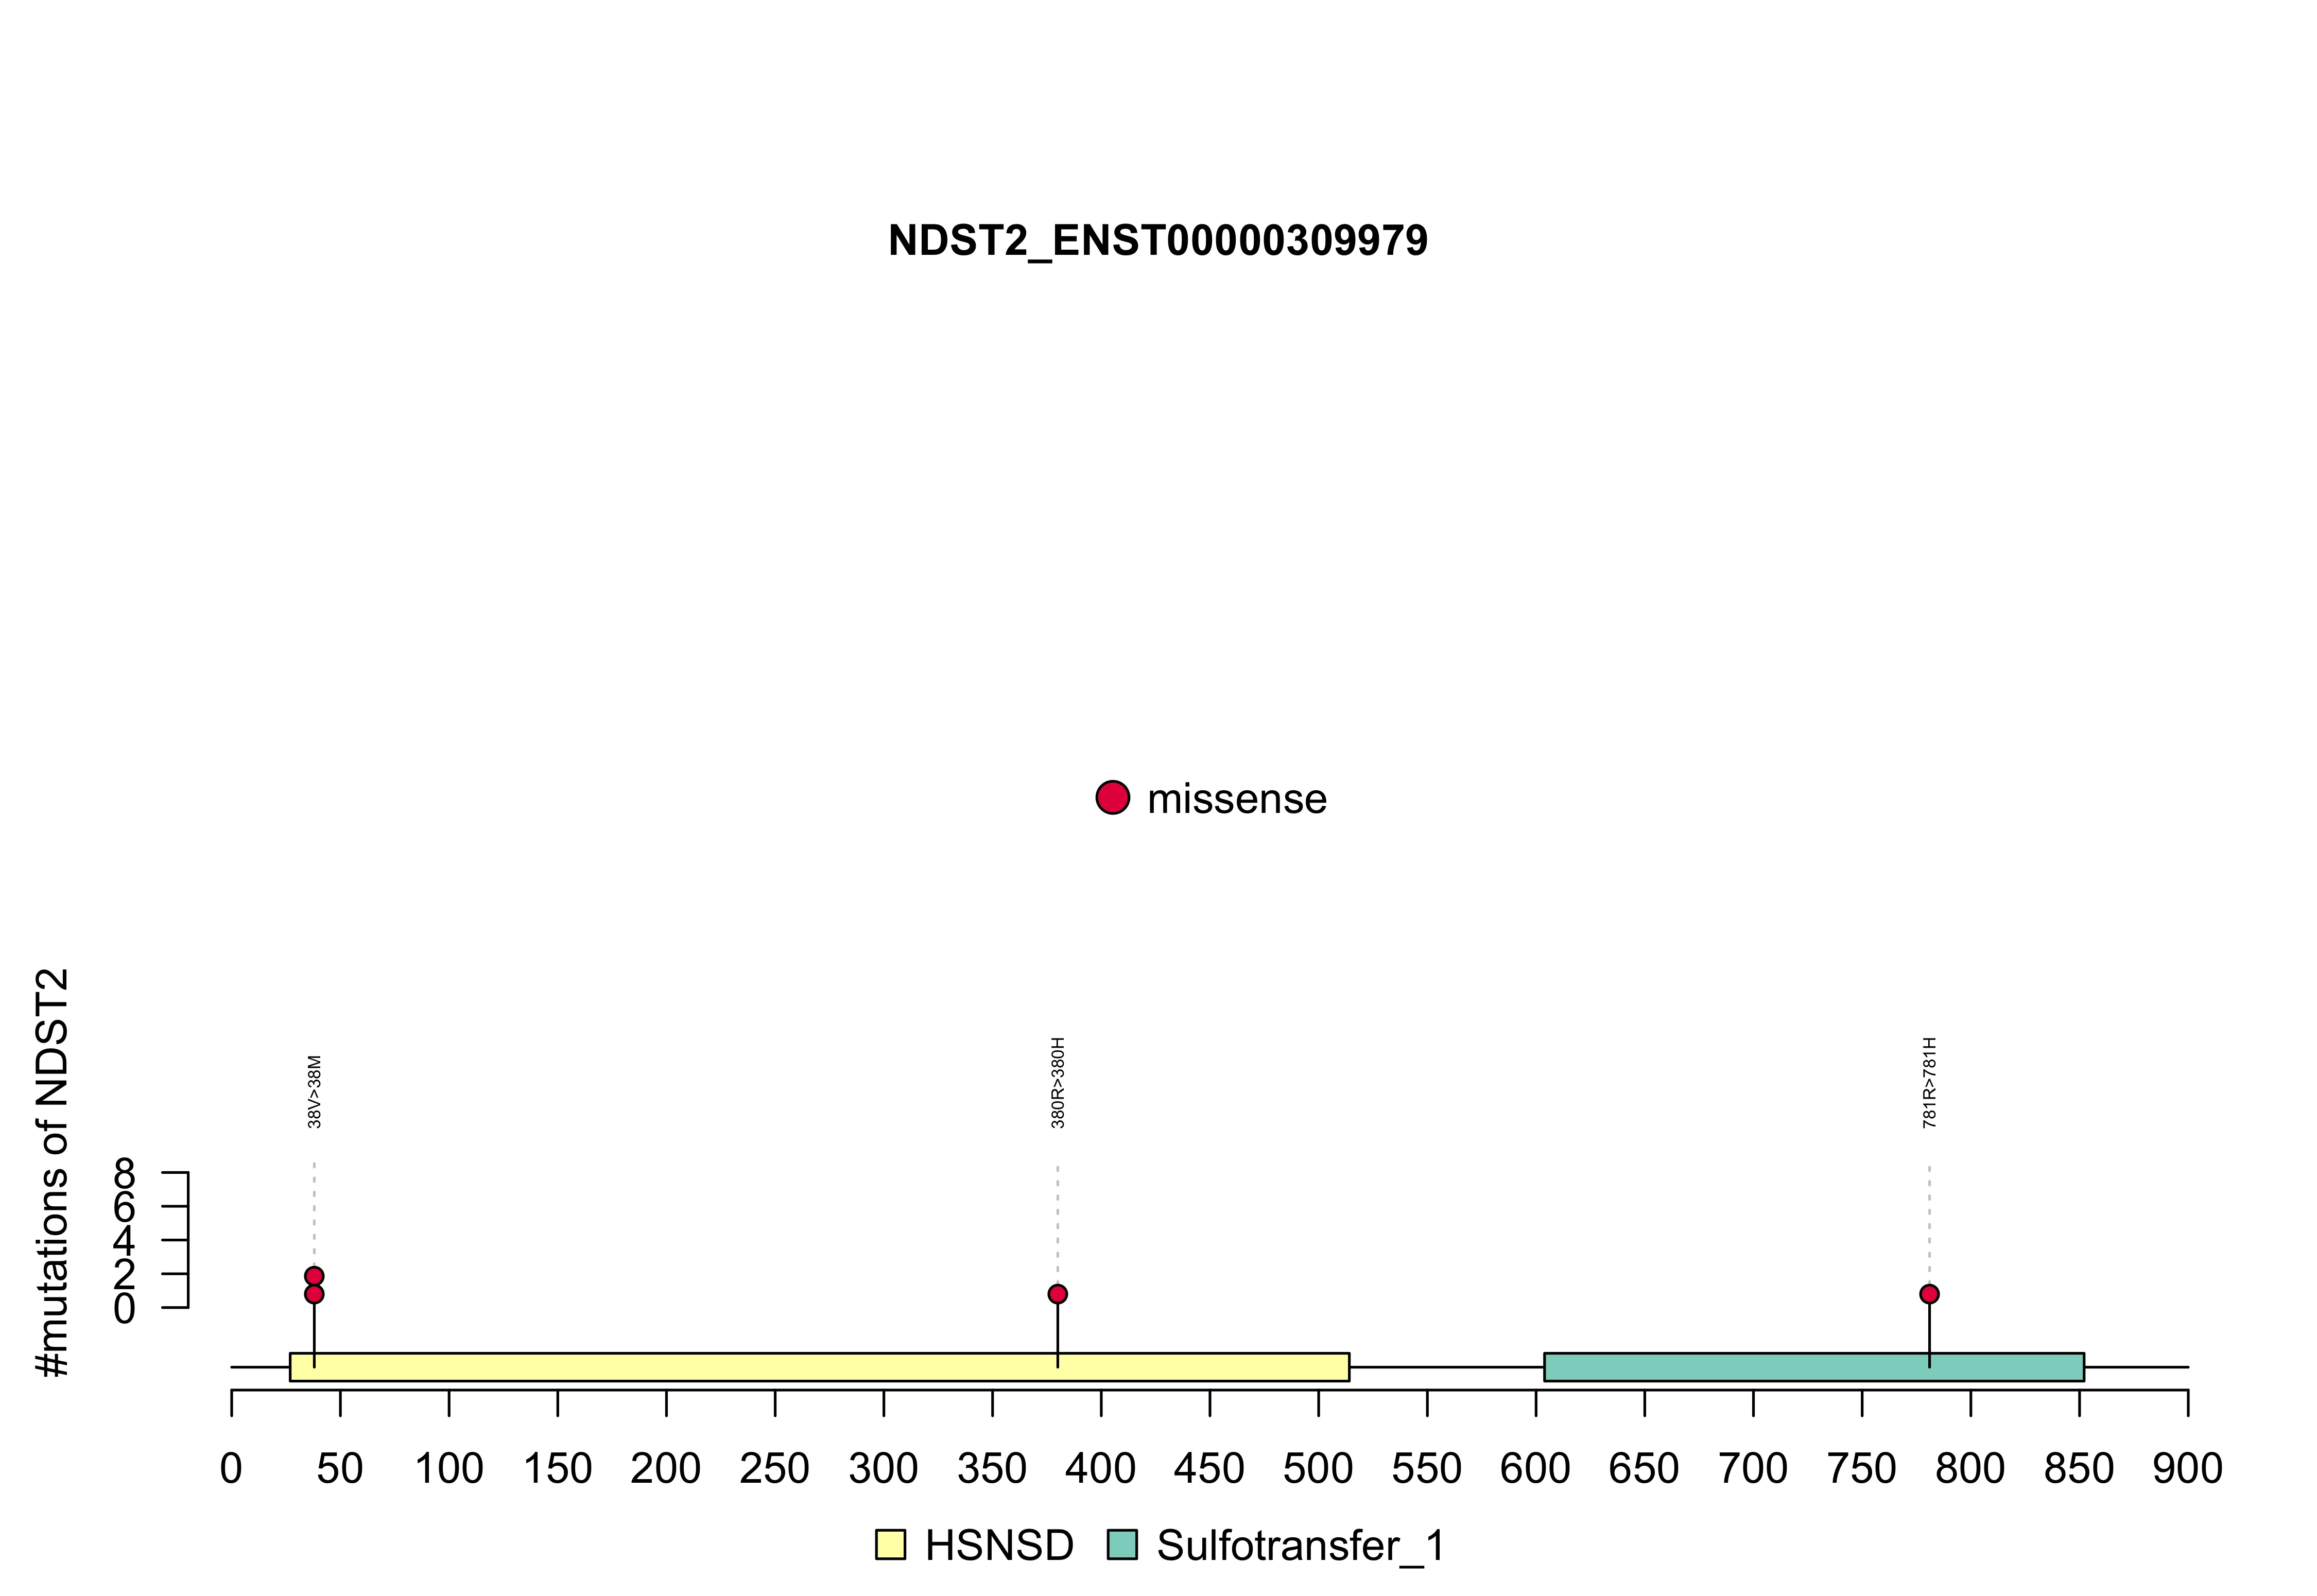 NDST2_ENST00000309979
missense
#mutations of NDST2
38V>38M
380R>380H
781R>781H
8
6
4
2
0
0 50 100 150 200 250 300 350 400 450 500 550 600 650 700 750 800 850 900
HSNSD Sulfotransfer_1